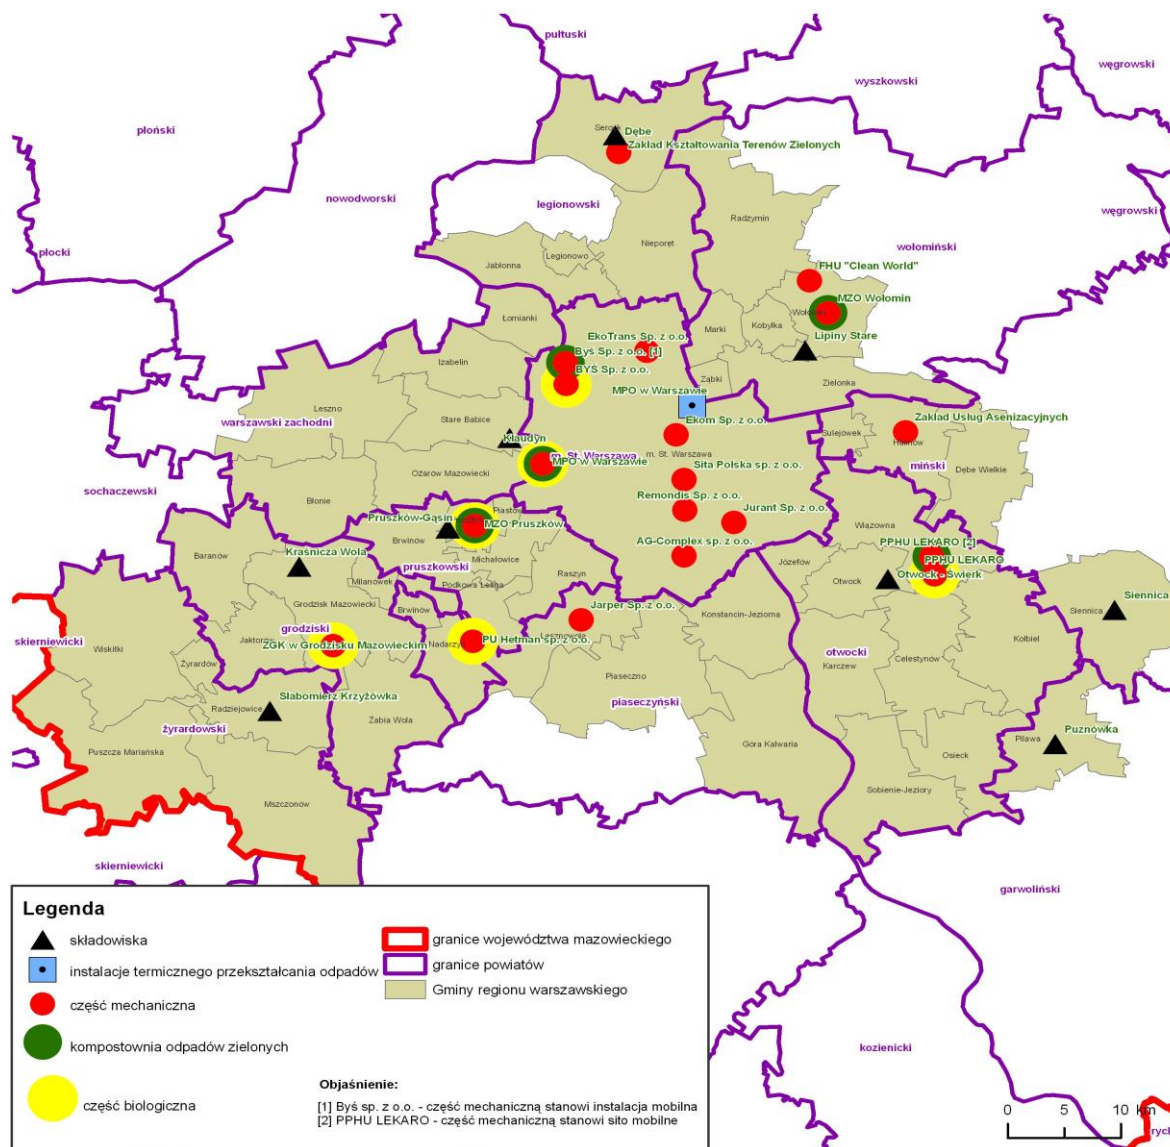 pułtuski
węgrowski
wyszkowski
płoński
Serock
Dębe
Zakład Kształtowania Terenów Zielonych
nowodworski
legionowski
Radzymin
węgrowski
Nieporęt
wołomiński
płocki
Legionowo
Jabłonna
FHU "Clean World"
MZO Wołomin
Wołomin
Łomianki
Marki
Kobyłka
Lipiny Stare
EkoTrans Sp. z o.o.
Byś Sp. z o.o. [1]
Izabelin
BYŚ Sp. z o.o.
Ząbki
Zielonka
MPO w Warszawie
Leszno
Stare Babice
warszawski zachodni
Zakład Usług Asenizacyjnych
Ekom Sp. z o.o.
Sulejówek
Halinów
Klaudyn
m. St. Warszawa
m. St. Warszawa
miński
MPO w Warszawie
Sita Polska sp. z o.o.
Ożarów Mazowiecki
Dębe Wielkie
sochaczewski
Błonie
Remondis Sp. z o.o.
Jurant Sp. z o.o.
Piastów
Pruszków-Gąsin
MZO Pruszków
Wiązowna
Brwinów
AG-Complex sp. z o.o.
PPHU LEKARO [2]
Baranów
Krasnicza Wola
Michałowice
PPHU LEKARO
pruszkowski
Józefów
Raszyn
Otwock
Otwock - Świerk
Milanówek
Podkowa Leśna
Siennica
Grodzisk Mazowiecki
Brwinów
Jarper Sp. z o.o.
Konstancin-Jeziorna
Siennica
grodziski
skierniewicki
Jaktorów
ZGK w Grodzisku Mazowieckim
Nadarzyn
PU Hetman sp. z o.o.
Lesznowola
Kołbiel
Wiskitki
otwocki
Żyrardów
Karczew
Celestynów
Piaseczno
Słabomierz Krzyżówka
piaseczyński
Radziejowice
Żabia Wola
żyrardowski
Puznówka
Pilawa
Góra Kalwaria
Puszcza Mariańska
Osieck
Sobienie-Jeziory
Mszczonów
skierniewicki
garwoliński
Legenda
składowiska
instalacje termicznego przekształcania odpadów
część mechaniczna
kompostownia odpadów zielonych
część biologiczna
granice województwa mazowieckiego
granice powiatów
Gminy regionu warszawskiego
Objaśnienie:
[1] Byś sp. z o.o. - część mechaniczną stanowi instalacja mobilna
[2] PPHU LEKARO - część mechaniczną stanowi sito mobilne
kozienicki
0 5 10 km
ryck